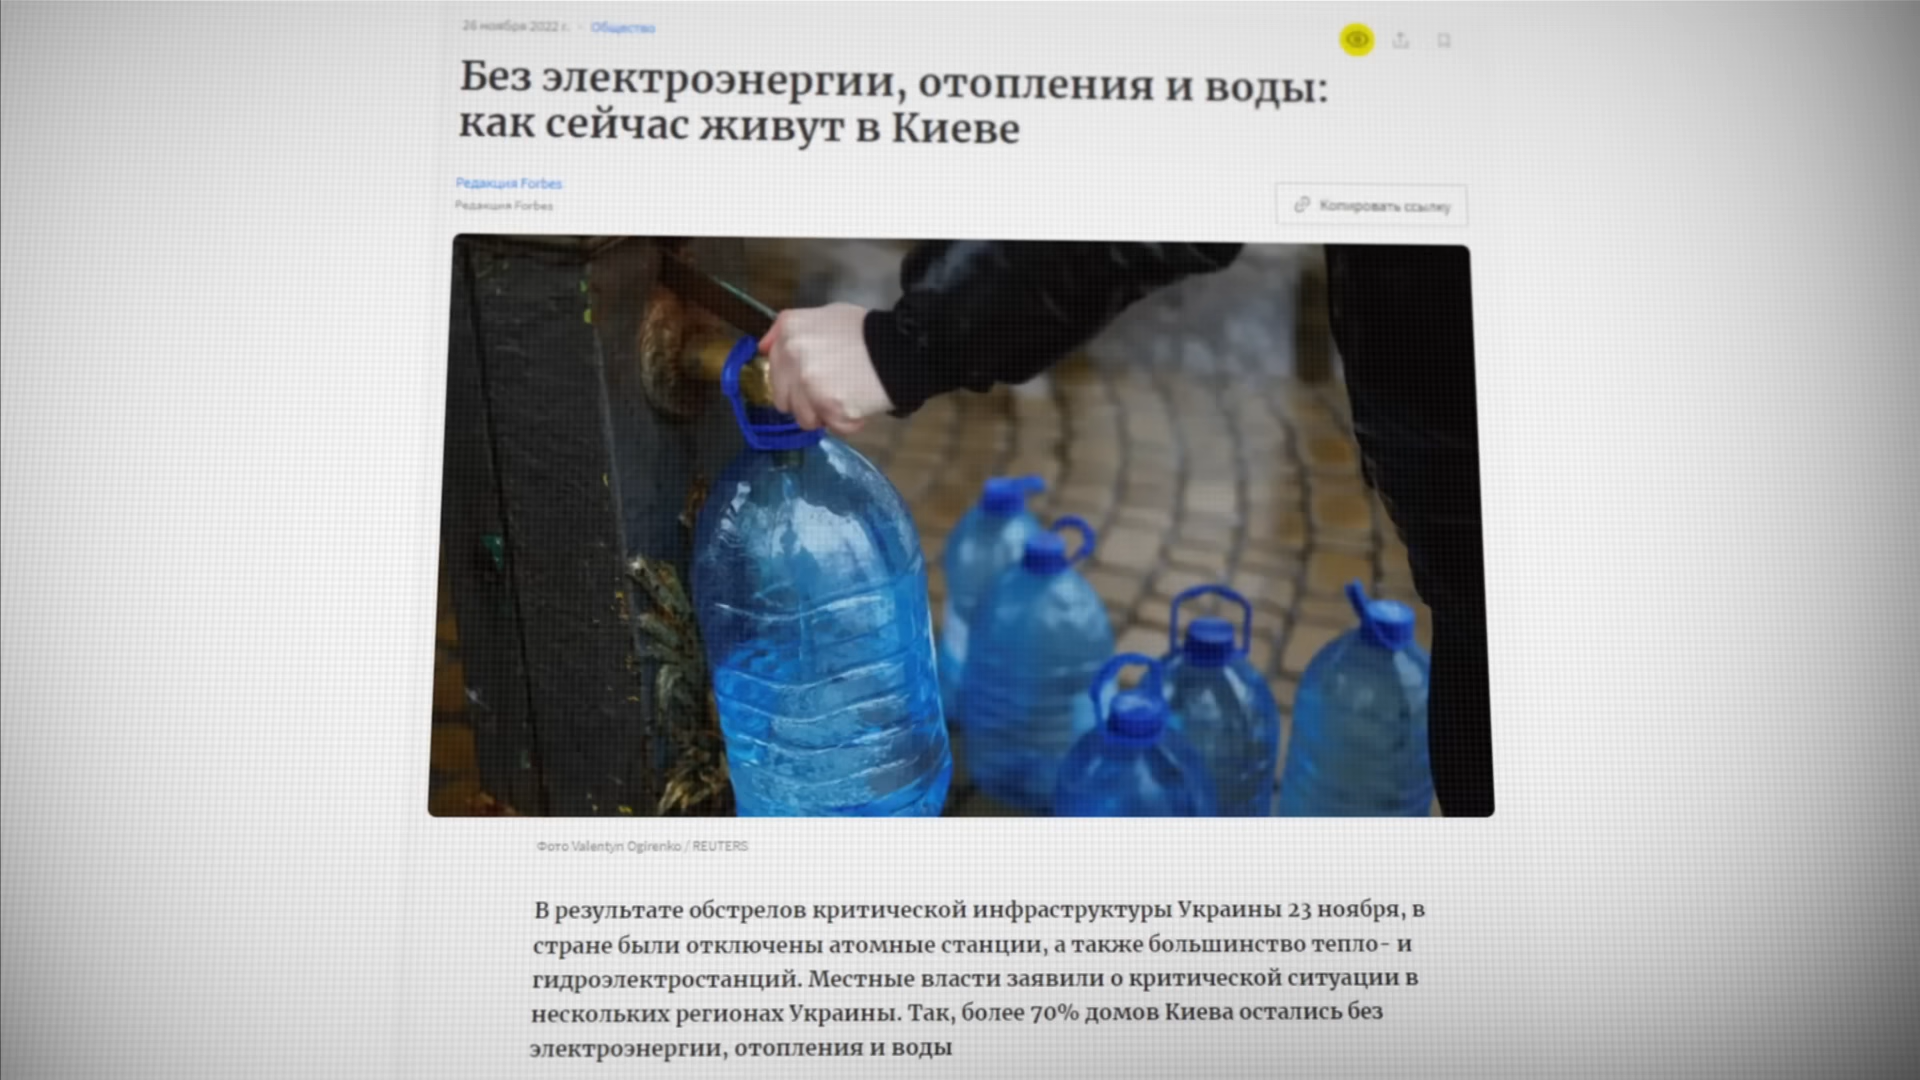 26 ноября 2022 г. · Общество
Без электроэнергии, отопления и воды:
как сейчас живут в Киеве
Редакция Forbes
Редакция Forbes
Копировать ссылку
Фото Valentyn Ogirenko / REUTERS
В результате обстрелов критической инфраструктуры Украины 23 ноября, в
стране были отключены атомные станции, а также большинство тепло- и
гидроэлектростанций. Местные власти заявили о критической ситуации в
нескольких регионах Украины. Так, более 70% домов Киева остались без
электроэнергии, отопления и воды